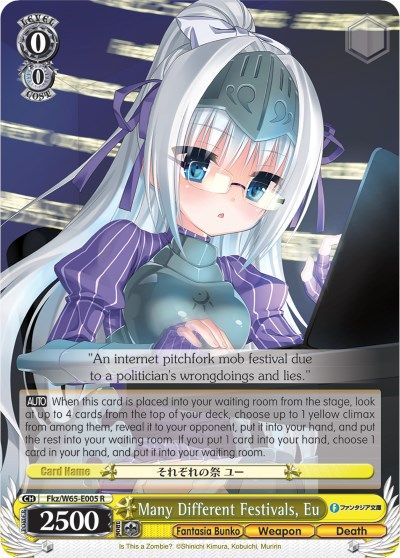 LEVEL
0
0
COST
"An internet pitchfork mob festival due
to a politician's wrongdoings and lies."
AUTO When this card is placed into your waiting room from the stage, look
at up to 4 cards from the top of your deck, choose up to 1 yellow climax
from among them, reveal it to your opponent, put it into your hand, and put
the rest into your waiting room. If you put 1 card into your hand, choose 1
card in your hand, and put it into your waiting room.
Card Name
それぞれの祭 ユー
CH Fkz/W65-E005 R
POWER
2500
Many Different Festivals, Eu
ファンタジア文庫
Fantasia Bunko
Weapon
Death
Is This a Zombie? ©Shinichi Kimura, Kobuichi, Muririn